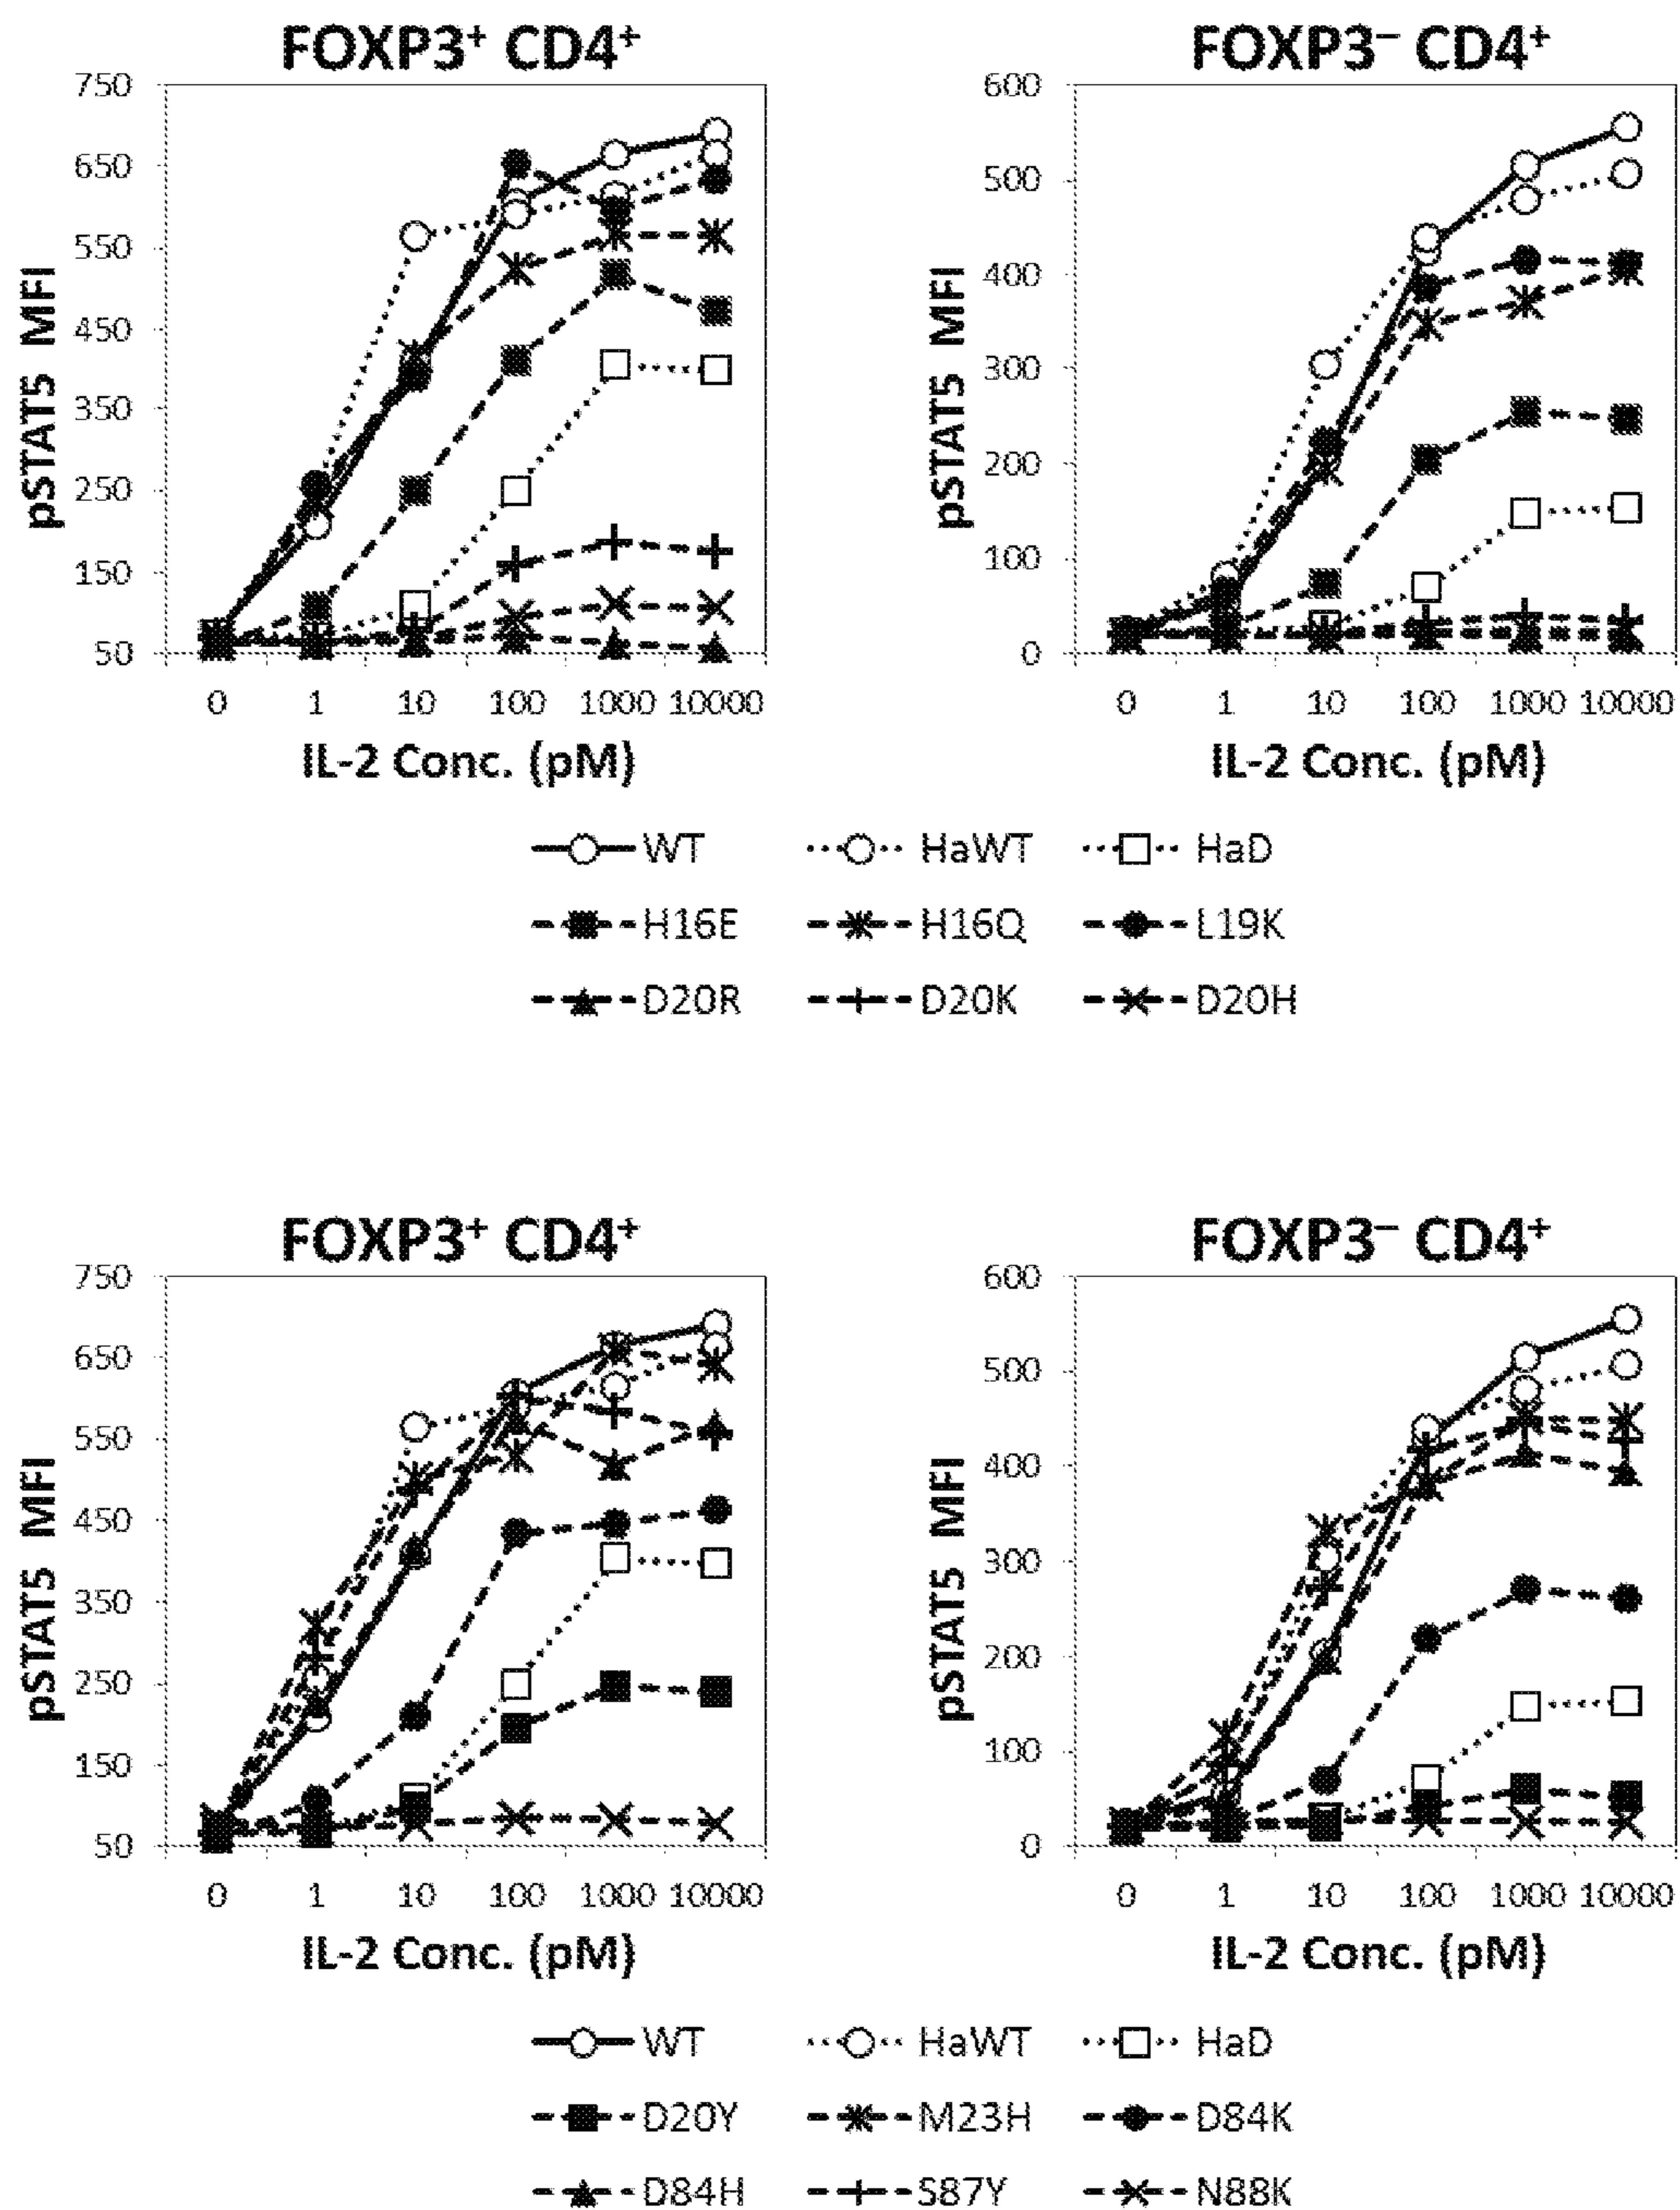 FOXP3⁺ CD4⁺ FOXP3⁻ CD4⁺
750 600
650 500
550 400
450 300
350 200
250 100
150 0
50
pSTAT5 MFI pSTAT5 MFI
0 1 10 100 1000 10000 0 1 10 100 1000 10000
IL-2 Conc. (pM) IL-2 Conc. (pM)
WT HaWT HaD
H16E H16Q L19K
D20R D20K D20H
FOXP3⁺ CD4⁺ FOXP3⁻ CD4⁺
750 600
650 500
550 400
450 300
350 200
250 100
150 0
50
pSTAT5 MFI pSTAT5 MFI
0 1 10 100 1000 10000 0 1 10 100 1000 10000
IL-2 Conc. (pM) IL-2 Conc. (pM)
WT HaWT HaD
D20Y M23H D84K
D84H S87Y N88K